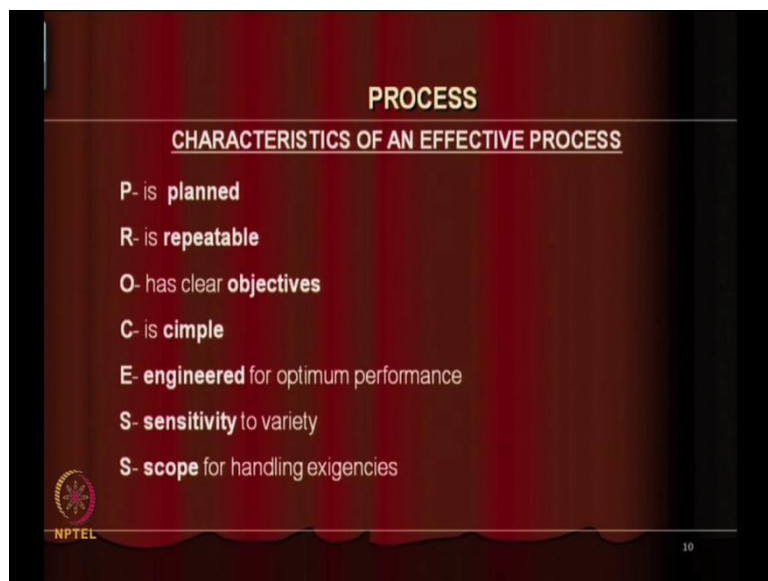 PROCESS
CHARACTERISTICS OF AN EFFECTIVE PROCESS
P- is planned
R- is repeatable
O- has clear objectives
C- is cimple
E- engineered for optimum performance
S- sensitivity to variety
S- scope for handling exigencies
NPTEL
10